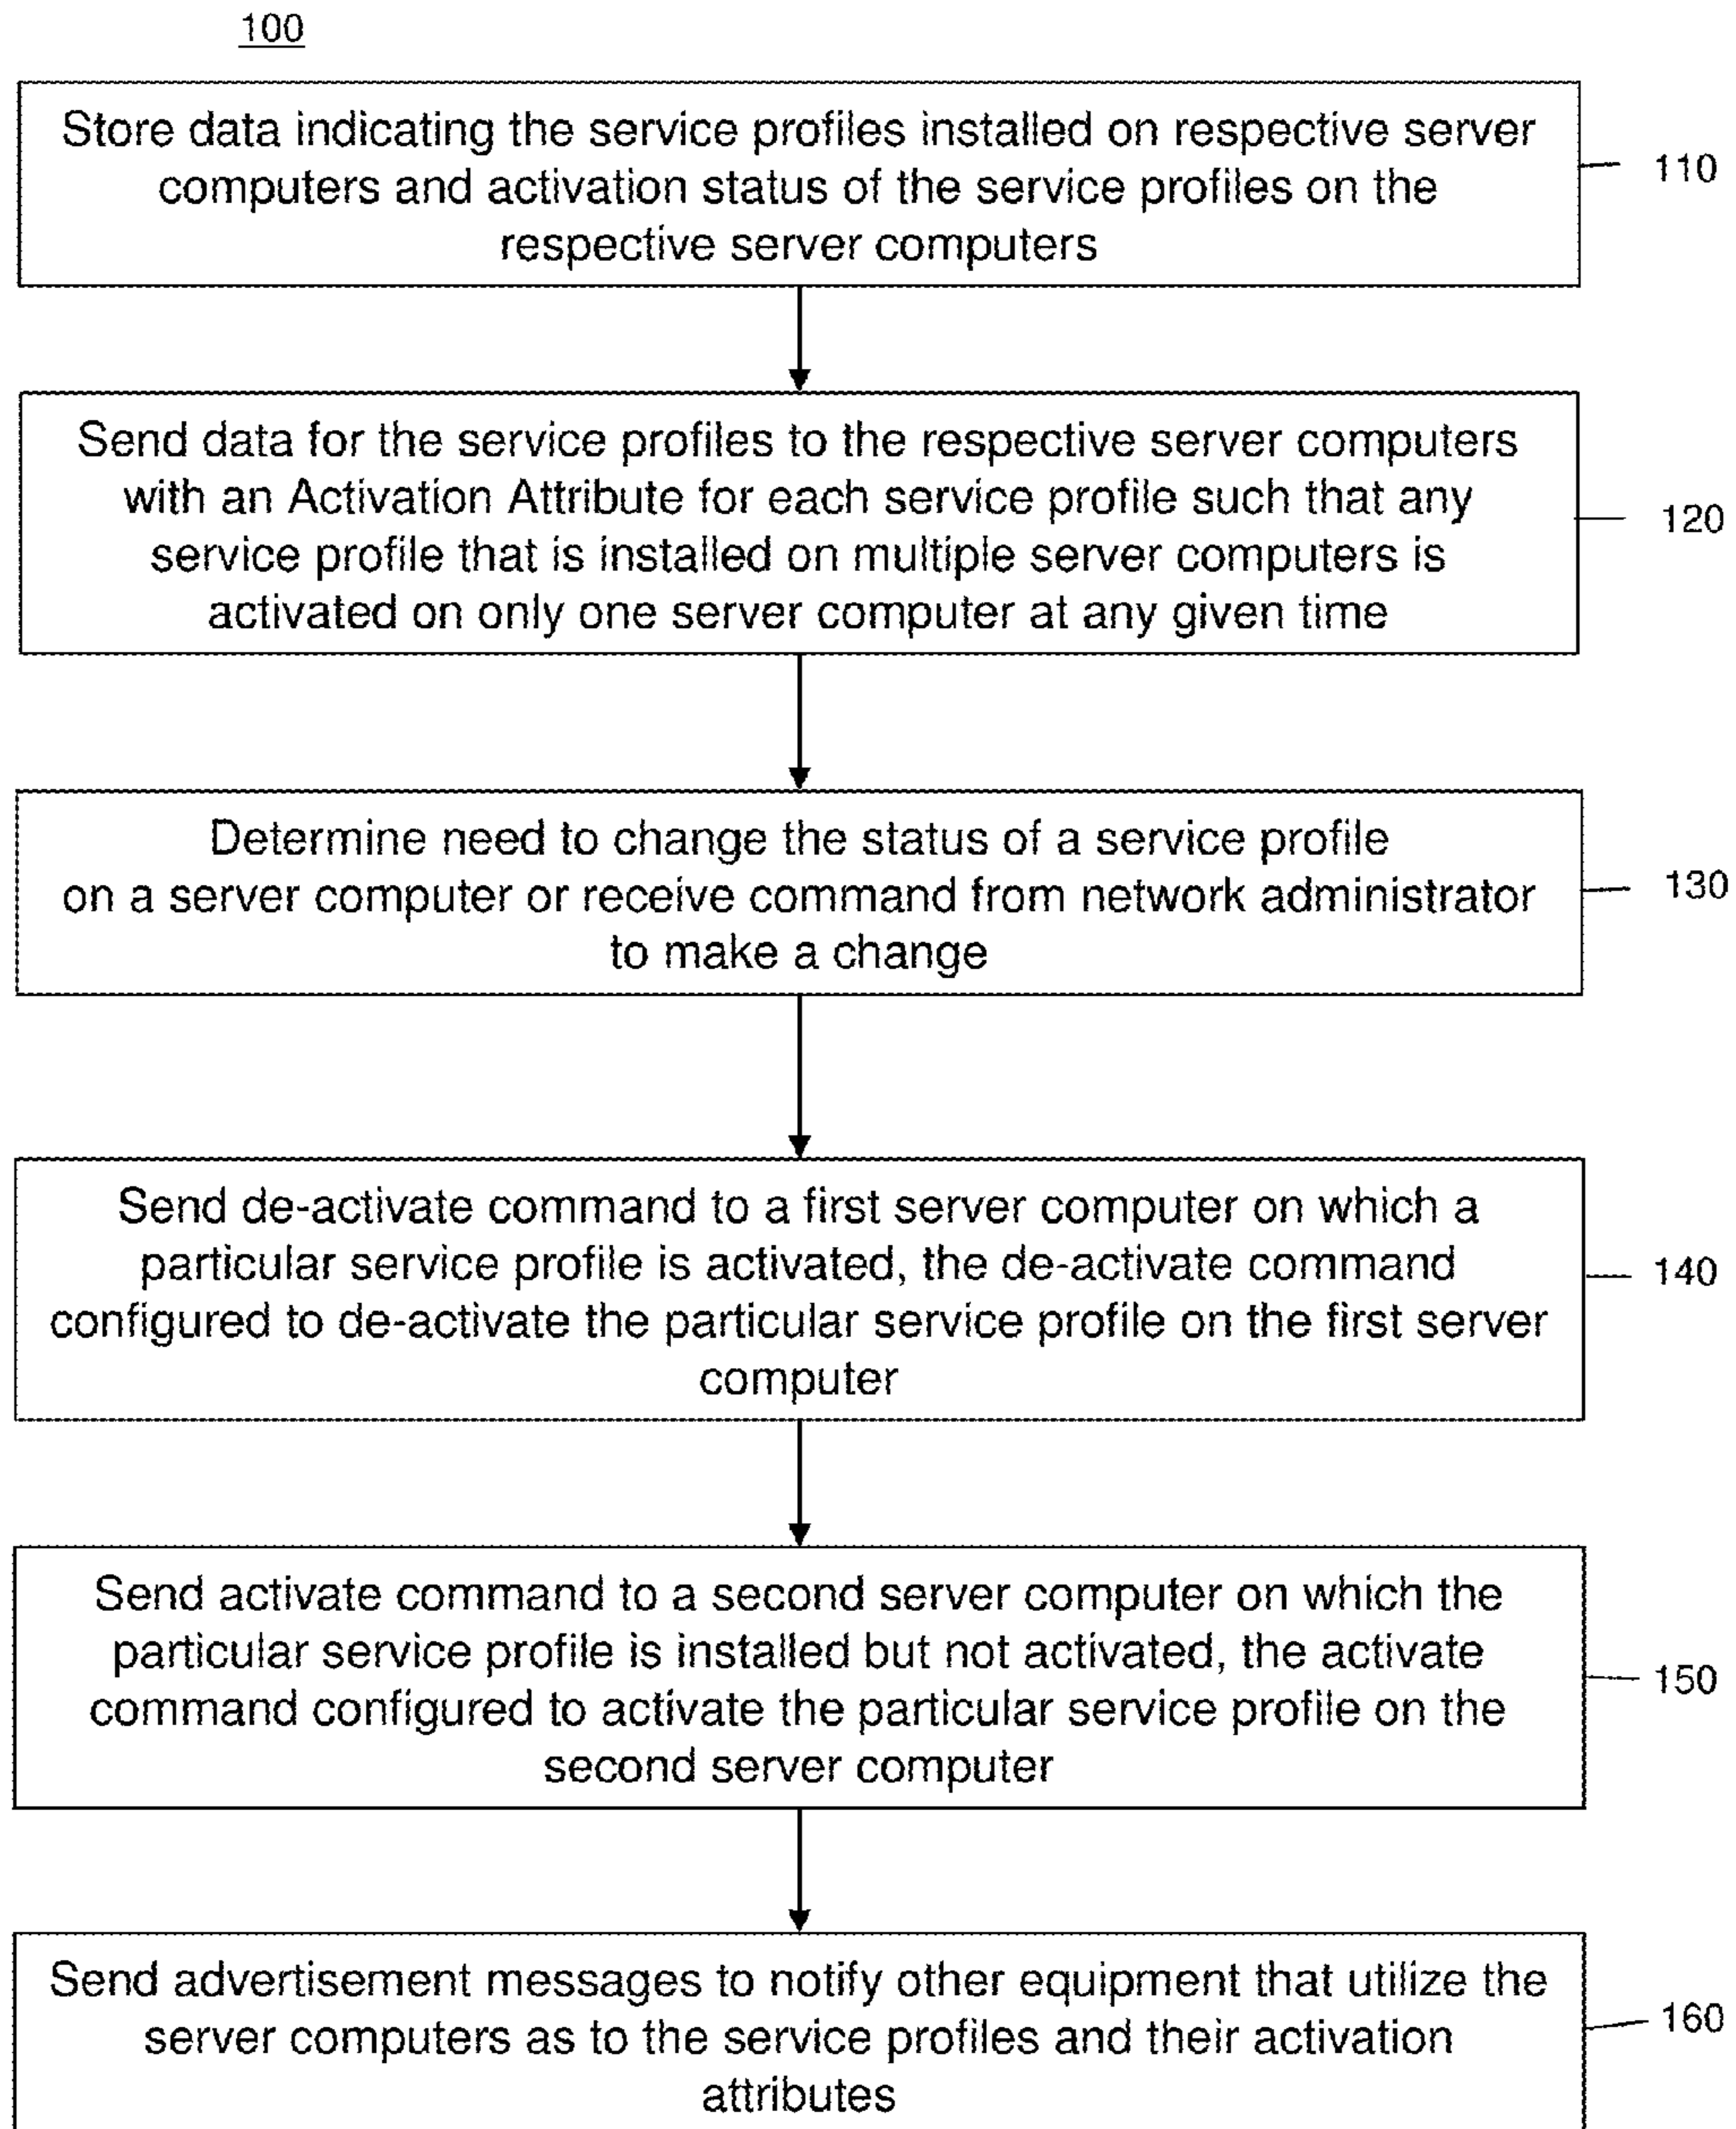 100
Store data indicating the service profiles installed on respective server
computers and activation status of the service profiles on the
respective server computers
110
Send data for the service profiles to the respective server computers
with an Activation Attribute for each service profile such that any
service profile that is installed on multiple server computers is
activated on only one server computer at any given time
120
Determine need to change the status of a service profile
on a server computer or receive command from network administrator
to make a change
130
Send de-activate command to a first server computer on which a
particular service profile is activated, the de-activate command
configured to de-activate the particular service profile on the first server
computer
140
Send activate command to a second server computer on which the
particular service profile is installed but not activated, the activate
command configured to activate the particular service profile on the
second server computer
150
Send advertisement messages to notify other equipment that utilize the
server computers as to the service profiles and their activation
attributes
160